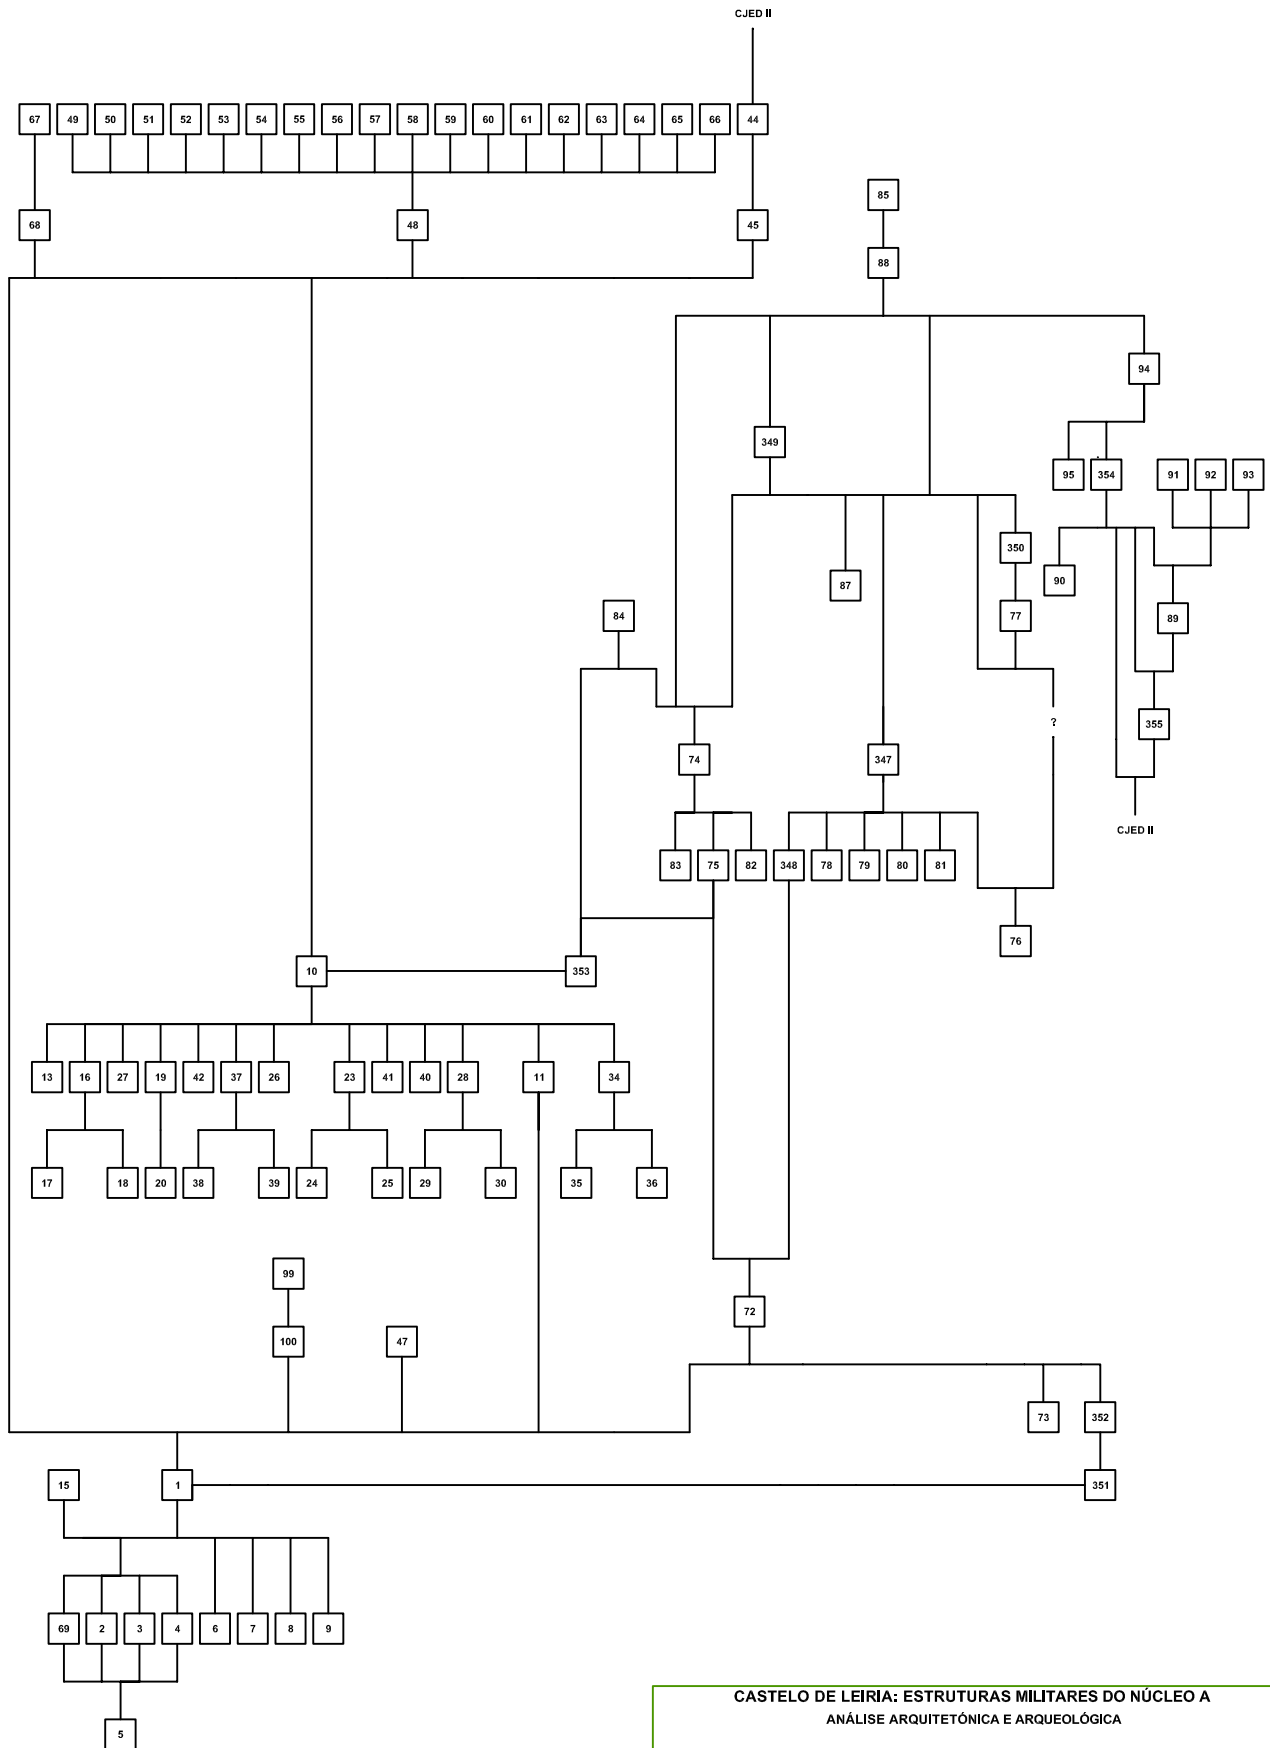 CJED II
67 49 50 51 52 53 54 55 56 57 58 59 60 61 62 63 64 65 66 44
85
68 48 45
88
94
349
95 354 91 92 93
350
90 87
84 77 89
?
355
74 347
CJED II
83 75 82 348 78 79 80 81
76
10 353
13 16 27 19 42 37 26 23 41 40 28 11 34
17 18 20 38 39 24 25 29 30 35 36
99
72
100 47
73 352
15 1 351
69 2 3 4 6 7 8 9
5
CASTELO DE LEIRIA: ESTRUTURAS MILITARES DO NÚCLEO A
ANÁLISE ARQUITETÓNICA E ARQUEOLÓGICA